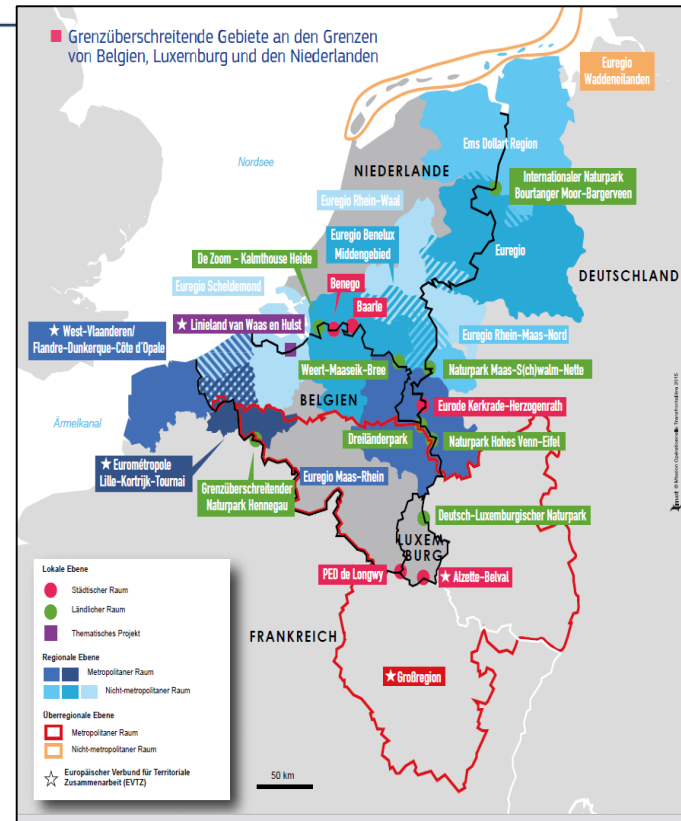 Grenzüberschreitende Gebiete an den Grenzen
von Belgien, Luxemburg und den Niederlanden
Euregio
Waddeneilanden
Ems Dollart Region
Nordsee
NIEDERLANDE
Internationaler Naturpark
Bourtanger Moor-Bargerveen
Euregio Rhein-Waal
Euregio Benelux
Middengebied
Euregio
De Zoom – Kalmthouse Heide
DEUTSCHLAND
Benego
Euregio Scheldemond
Baarle
Linieland van Waas en Hulst
West-Vlaanderen/
Flandre-Dunkerque-Côte d'Opale
Euregio Rhein-Maas-Nord
Weert-Maaseik-Bree
Naturpark Maas-S(ch)walm-Nette
BELGIEN
Eurode Kerkrade-Herzogenrath
Ärmelkanal
Dreiländerpark
Naturpark Hohes Venn-Eifel
Eurométropole
Lille-Kortrijk-Tournai
Euregio Maas-Rhein
Grenzüberschreitender
Naturpark Hennegau
Deutsch-Luxemburgischer Naturpark
LUXEM
BURG
PED de Longwy
Alzette-Belval
FRANKREICH
Großregion
Lokale Ebene
Städtischer Raum
Ländlicher Raum
Thematisches Projekt
Regionale Ebene
Metropolitaner Raum
Nicht-metropolitaner Raum
Überregionale Ebene
Metropolitaner Raum
Nicht-metropolitaner Raum
Europäischer Verbund für Territoriale
Zusammenarbeit (EVTZ)
50 km
© Mission Opérationnelle Transfrontalière 2015